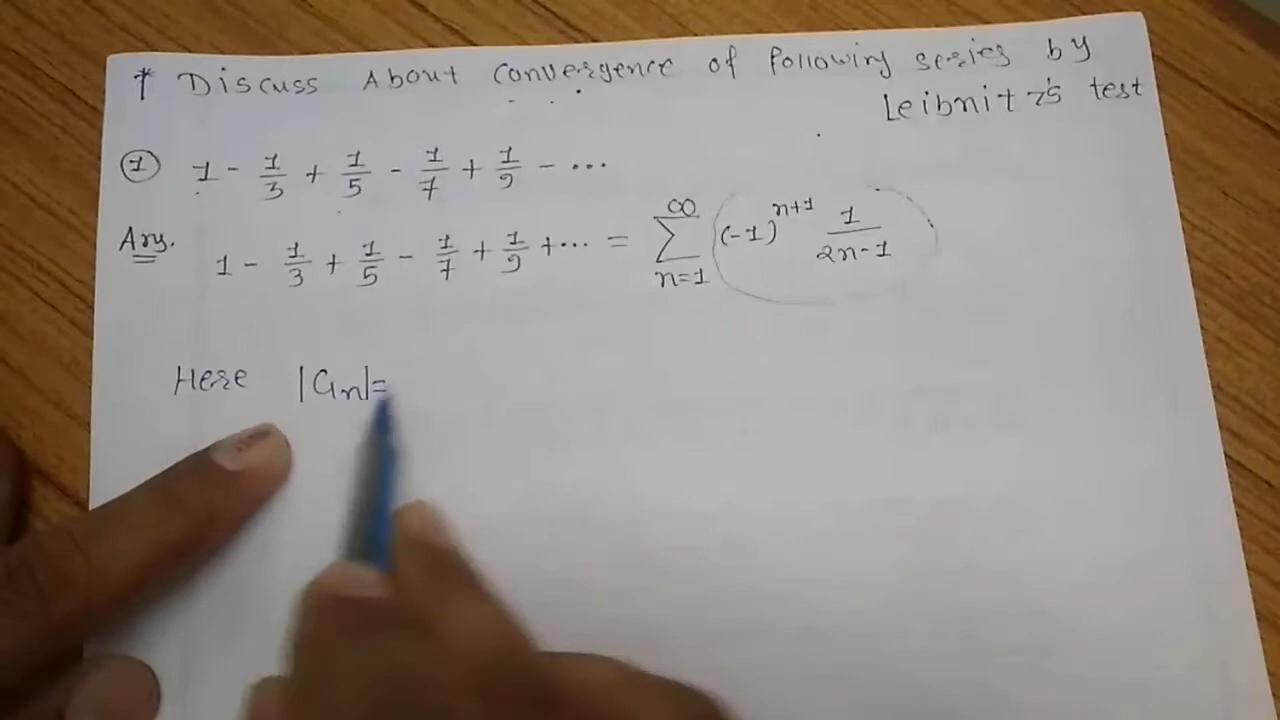 * Discuss About convergence of following series by
Leibnitz's test
① 1 - 1/3 + 1/5 - 1/7 + 1/9 - ...
Ans. 1 - 1/3 + 1/5 - 1/7 + 1/9 + ... = ∑_{n=1}^{∞} (-1)^{n+1} 1/(2n-1)
Here |an| =